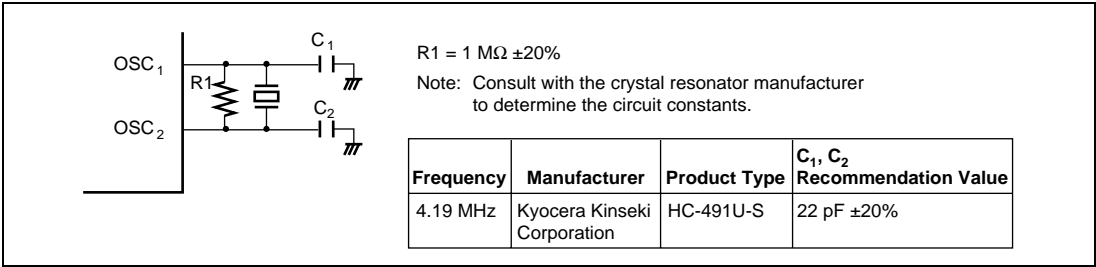 C1
OSC1
R1
C2
OSC2
R1 = 1 MΩ ±20%
Note: Consult with the crystal resonator manufacturer
to determine the circuit constants.
Frequency Manufacturer Product Type C1, C2 Recommendation Value
4.19 MHz Kyocera Kinseki Corporation HC-491U-S 22 pF ±20%